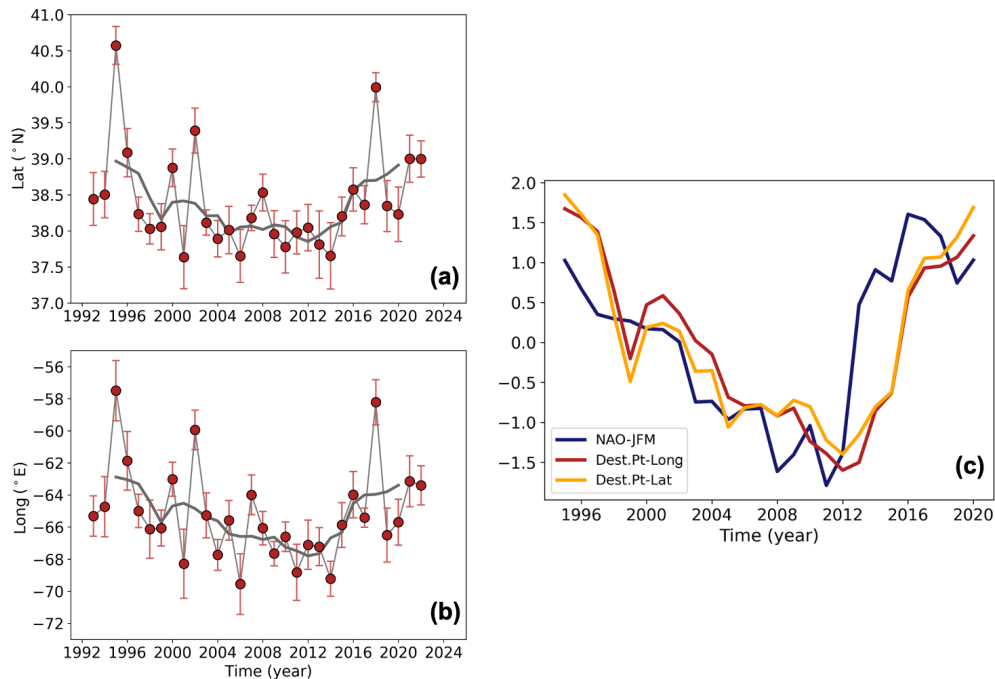 41.0
40.5
40.0
39.5
39.0
38.5
38.0
37.5
37.0
Lat (°N)
(a)
1992 1996 2000 2004 2008 2012 2016 2020 2024
−56
−58
−60
−62
−64
−66
−68
−70
−72
Long (°E)
(b)
1992 1996 2000 2004 2008 2012 2016 2020 2024
Time (year)
2.0
1.5
1.0
0.5
0.0
−0.5
−1.0
−1.5
NAO-JFM
Dest.Pt-Long
Dest.Pt-Lat
(c)
1996 2000 2004 2008 2012 2016 2020
Time (year)